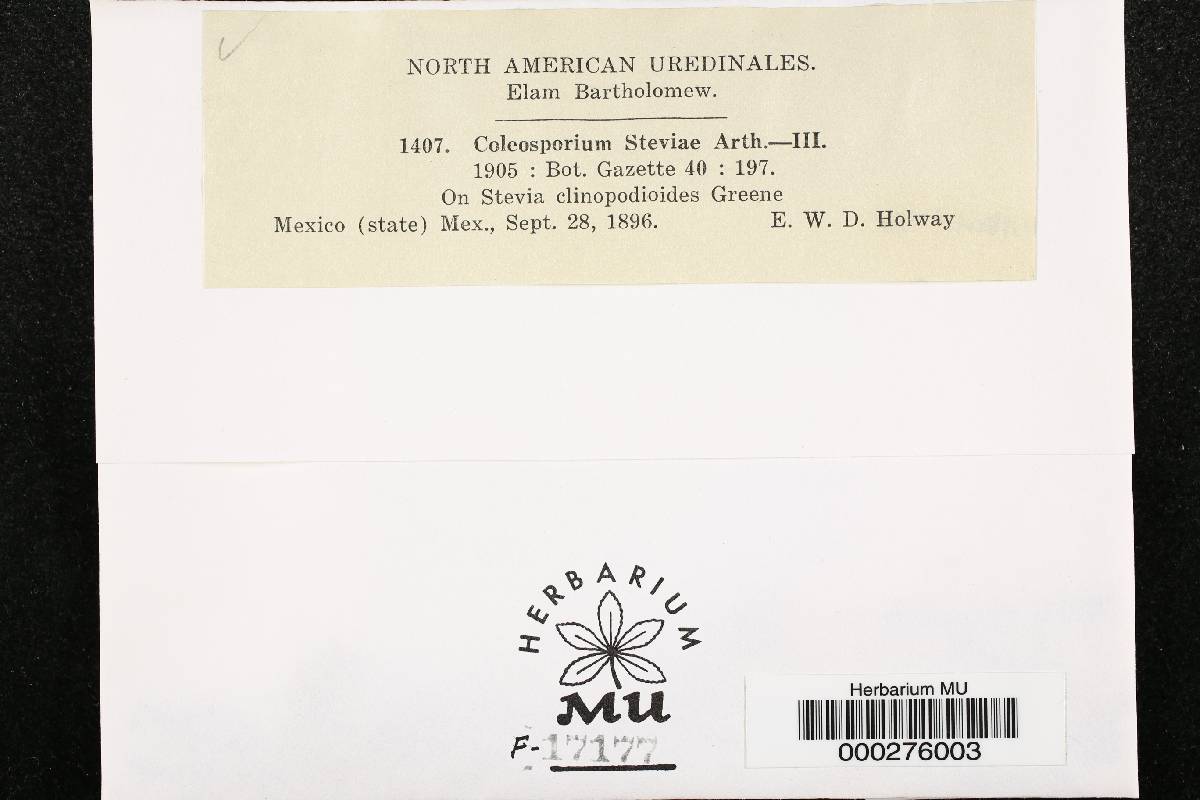 NORTH AMERICAN UREDINALES.
Elam Bartholomew.
1407. Coleosporium Steviae Arth.—III.
1905 : Bot. Gazette 40 : 197.
On Stevia clinopodioides Greene
Mexico (state) Mex., Sept. 28, 1896. E. W. D. Holway
HERBARIUM
MU
F-17177
Herbarium MU
000276003